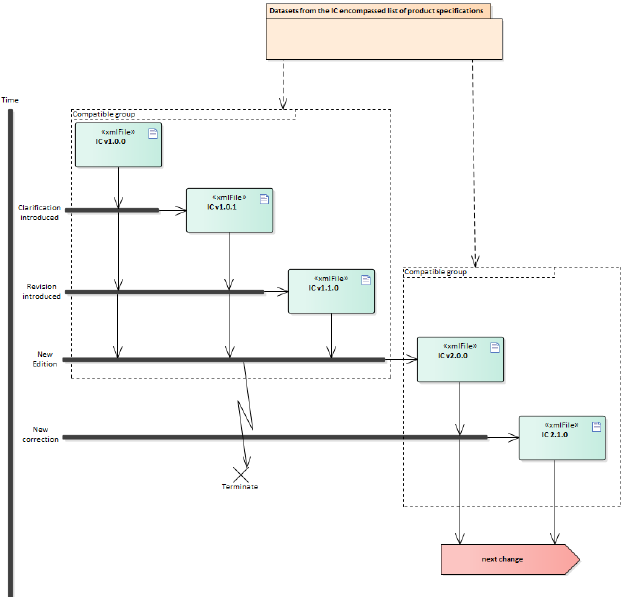 Datasets from the IC encompassed list of product specifications
Time
Compatible group
«xmlFile»
IC v1.0.0
Clarification
introduced
«xmlFile»
IC v1.0.1
Revision
introduced
«xmlFile»
IC v1.1.0
Compatible group
New
Edition
«xmlFile»
IC v2.0.0
New
correction
«xmlFile»
IC 2.1.0
Terminate
next change